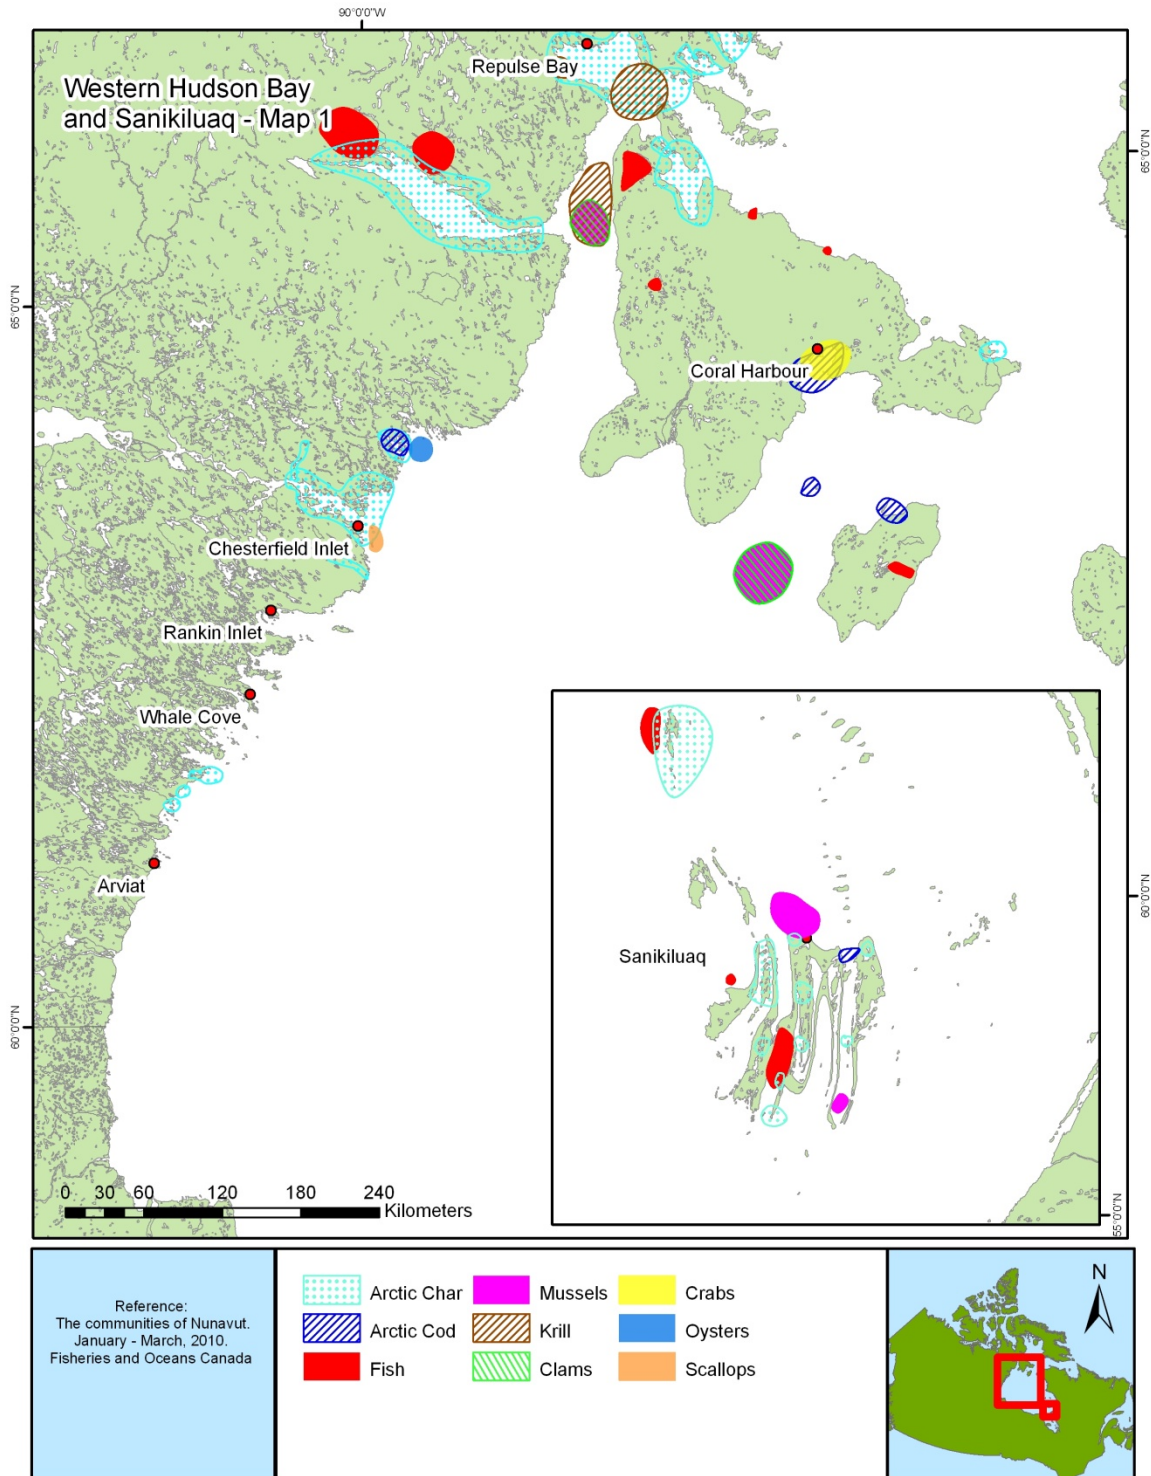 90°0'0"W
Repulse Bay
Western Hudson Bay
and Sanikiluaq - Map 1
65°0'0"N
65°0'0"N
Coral Harbour
Chesterfield Inlet
Rankin Inlet
Whale Cove
Arviat
60°0'0"N
Sanikiluaq
60°0'0"N
0 30 60 120 180 240
Kilometers
55°0'0"N
Reference:
The communities of Nunavut.
January - March, 2010.
Fisheries and Oceans Canada
Arctic Char
Mussels
Crabs
Arctic Cod
Krill
Oysters
Fish
Clams
Scallops
N